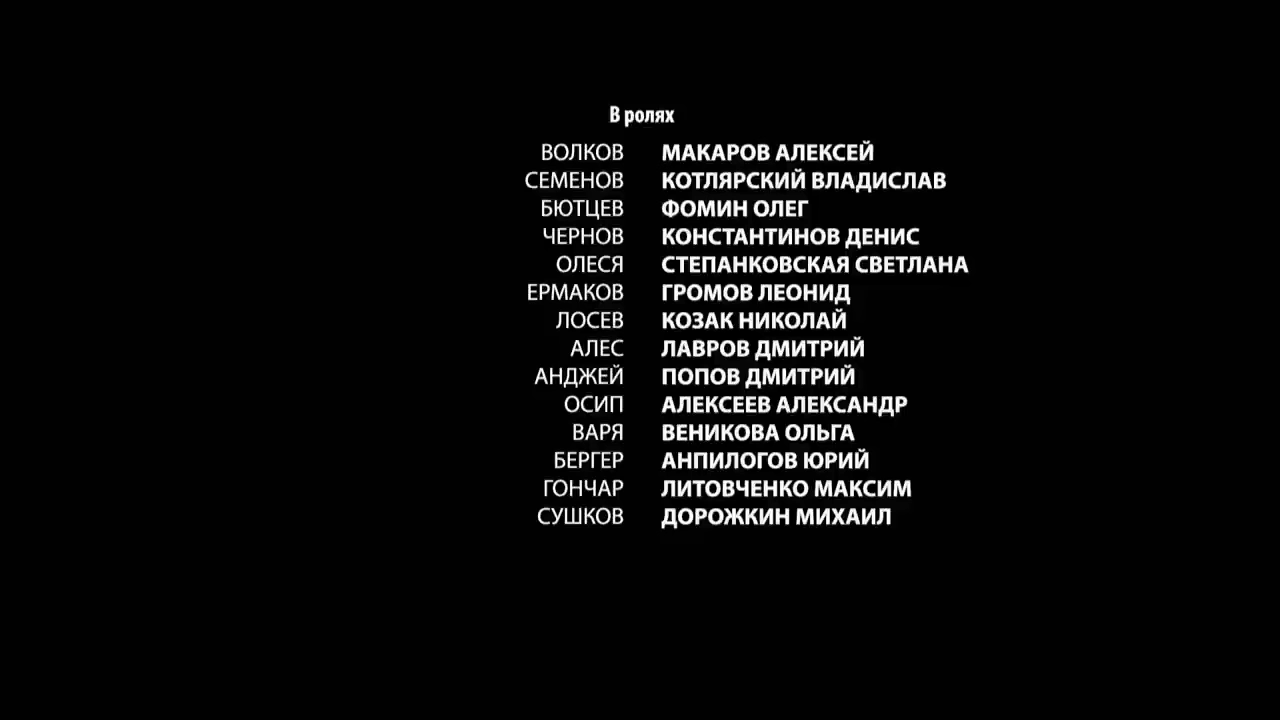 В ролях
ВОЛКОВ МАКАРОВ АЛЕКСЕЙ
СЕМЕНОВ КОТЛЯРСКИЙ ВЛАДИСЛАВ
БЮТЦЕВ ФОМИН ОЛЕГ
ЧЕРНОВ КОНСТАНТИНОВ ДЕНИС
ОЛЕСЯ СТЕПАНКОВСКАЯ СВЕТЛАНА
ЕРМАКОВ ГРОМОВ ЛЕОНИД
ЛОСЕВ КОЗАК НИКОЛАЙ
АЛЕС ЛАВРОВ ДМИТРИЙ
АНДЖЕЙ ПОПОВ ДМИТРИЙ
ОСИП АЛЕКСЕЕВ АЛЕКСАНДР
ВАРЯ ВЕНИКОВА ОЛЬГА
БЕРГЕР АНПИЛОГОВ ЮРИЙ
ГОНЧАР ЛИТОВЧЕНКО МАКСИМ
СУШКОВ ДОРОЖКИН МИХАИЛ